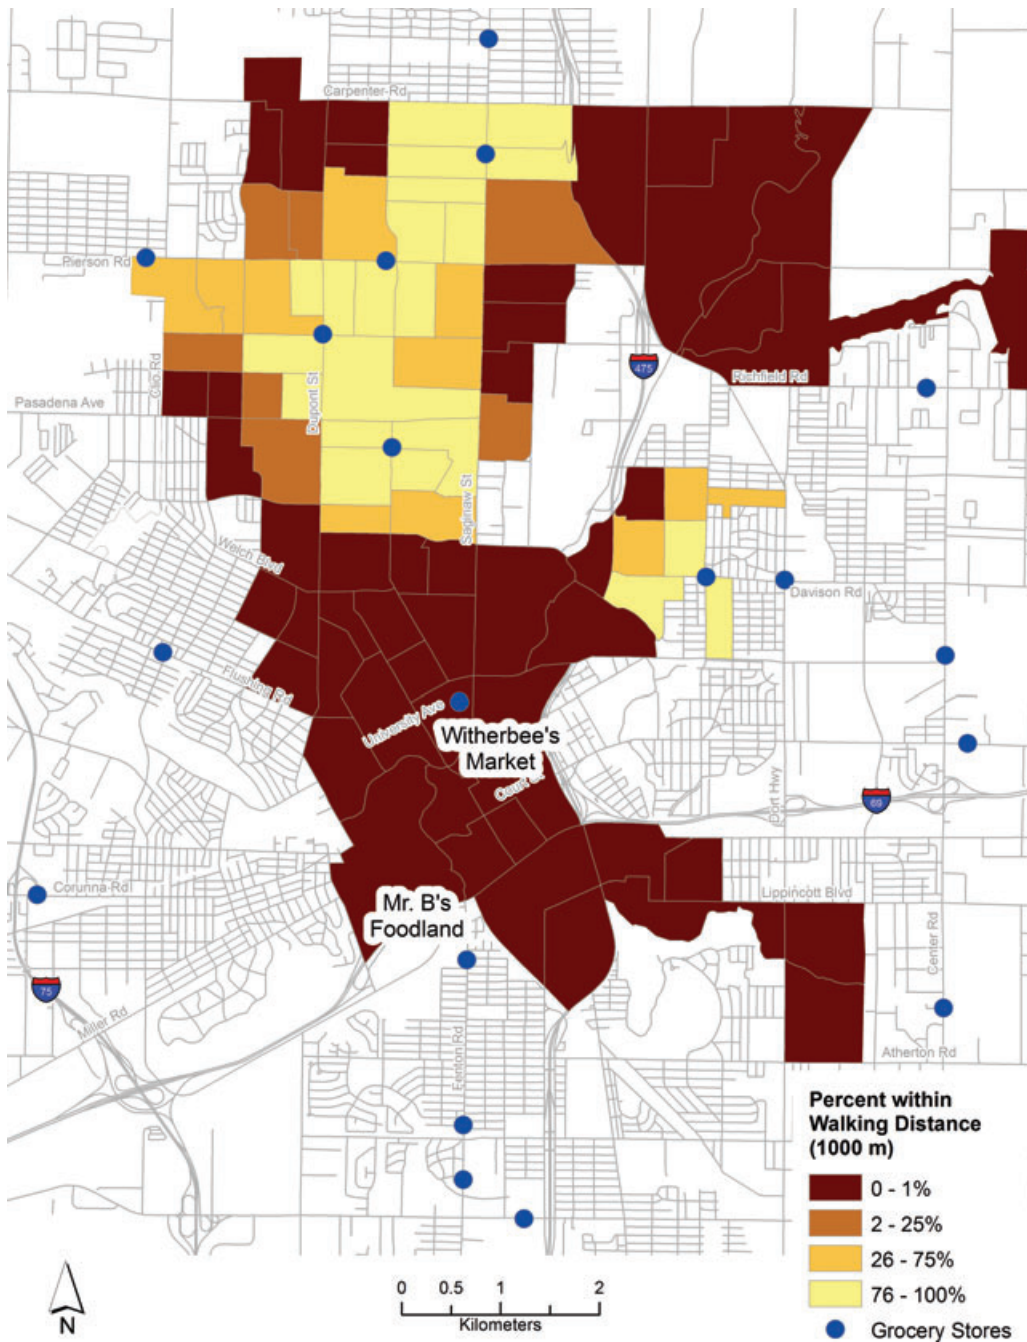 Carpenter Rd
Pierson Rd
475
Richfield Rd
Clio Rd
Dupont St
Pasadena Ave
Saginaw St
Welch Blvd
Davison Rd
Flushing Rd
University Ave
Witherbee's
Market
Court St
Dort Hwy
69
Corunna Rd
Mr. B's
Foodland
Lippincott Blvd
Center Rd
75
Miller Rd
Fenton Rd
Atherton Rd
Percent within
Walking Distance
(1000 m)
0 - 1%
2 - 25%
26 - 75%
76 - 100%
Grocery Stores
0 0.5 1 2
Kilometers
N